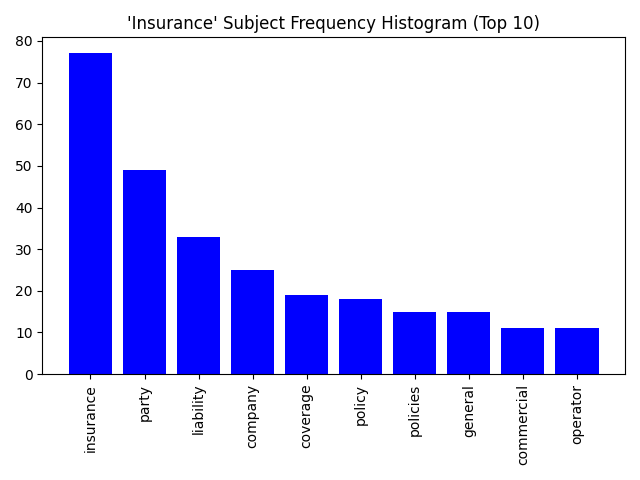 'Insurance' Subject Frequency Histogram (Top 10)
80
70
60
50
40
30
20
10
0
insurance
party
liability
company
coverage
policy
policies
general
commercial
operator